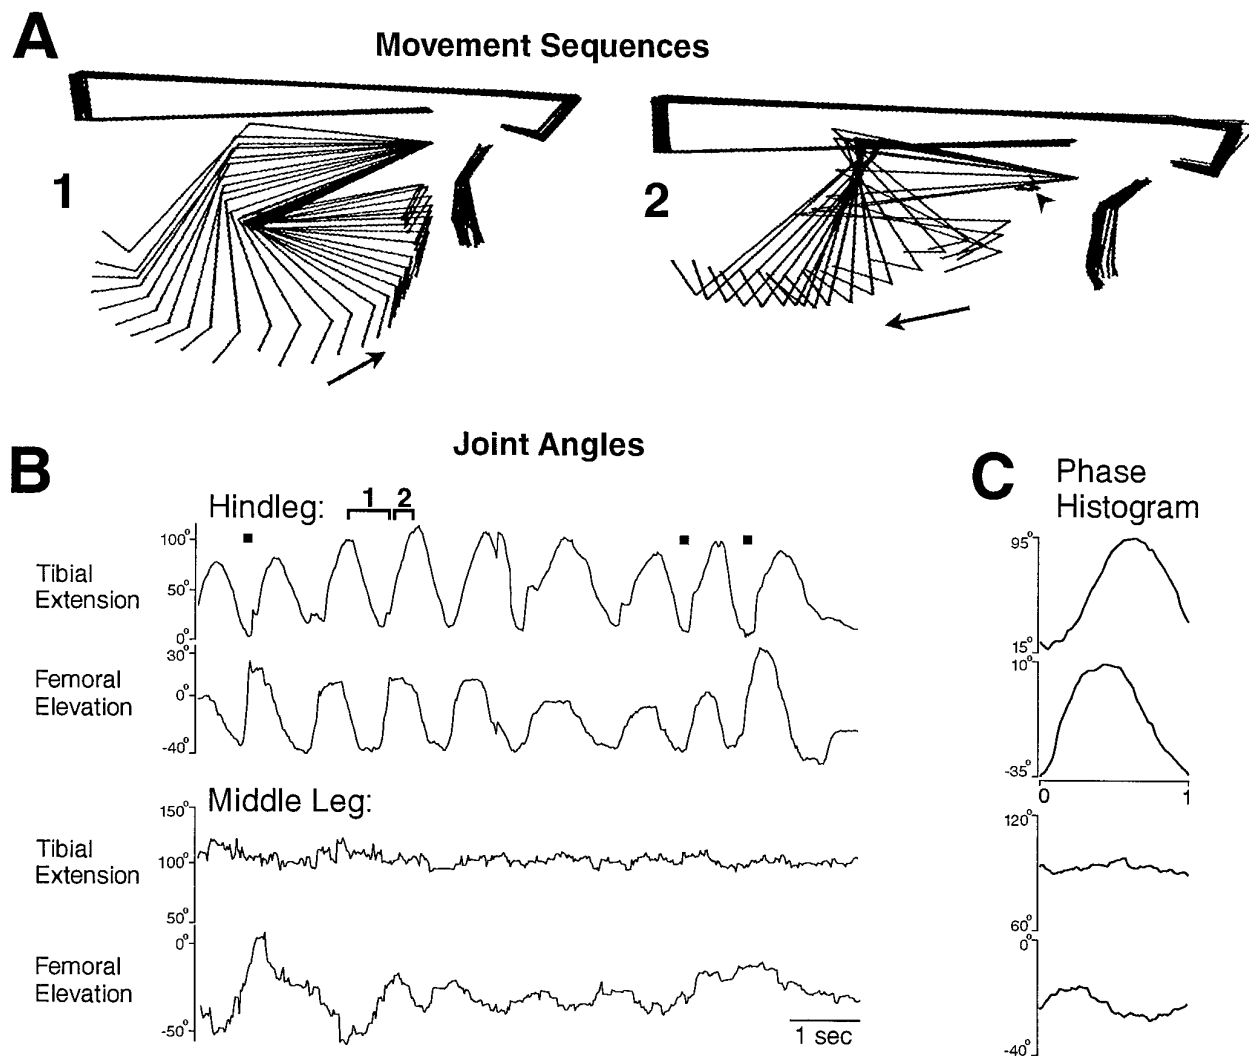 A
Movement Sequences
1
2
Joint Angles
B
Hindleg:
1
2
100°
50°
0°
Tibial
Extension
30°
0°
-40°
Femoral
Elevation
Middle Leg:
150°
100°
50°
Tibial
Extension
0°
-50°
Femoral
Elevation
1 sec
C
Phase
Histogram
95°
15°
10°
-35°
0
1
120°
60°
0°
-40°